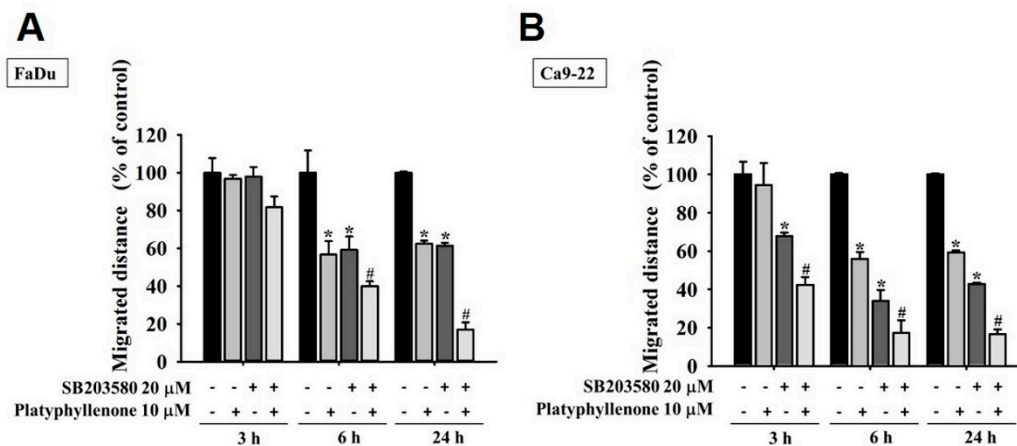 A
FaDu
Migrated distance (% of control)
120
100
80
60
40
20
0
* * # * * #
SB203580 20 μM - - + + - - + + - - + +
Platyphyllenone 10 μM - + - + - + - + - + - +
3 h 6 h 24 h
B
Ca9-22
Migrated distance (% of control)
120
100
80
60
40
20
0
* # * * # * * #
SB203580 20 μM - - + + - - + + - - + +
Platyphyllenone 10 μM - + - + - + - + - + - +
3 h 6 h 24 h